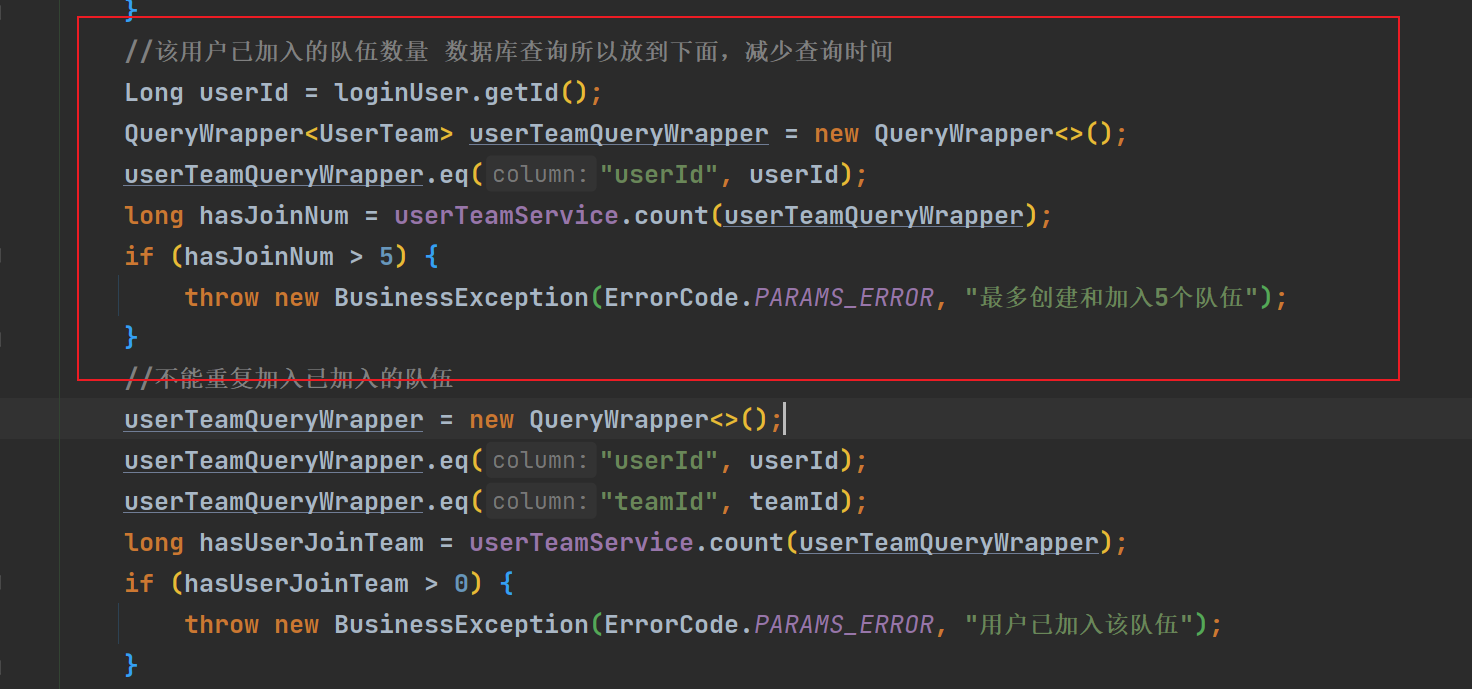 }
//该用户已加入的队伍数量 数据库查询所以放到下面，减少查询时间
Long userId = loginUser.getId();
QueryWrapper<UserTeam> userTeamQueryWrapper = new QueryWrapper<>();
userTeamQueryWrapper.eq( column: "userId", userId);
long hasJoinNum = userTeamService.count(userTeamQueryWrapper);
if (hasJoinNum > 5) {
throw new BusinessException(ErrorCode.PARAMS_ERROR, "最多创建和加入5个队伍");
}
//不能重复加入已加入的队伍
userTeamQueryWrapper = new QueryWrapper<>();
userTeamQueryWrapper.eq( column: "userId", userId);
userTeamQueryWrapper.eq( column: "teamId", teamId);
long hasUserJoinTeam = userTeamService.count(userTeamQueryWrapper);
if (hasUserJoinTeam > 0) {
throw new BusinessException(ErrorCode.PARAMS_ERROR, "用户已加入该队伍");
}